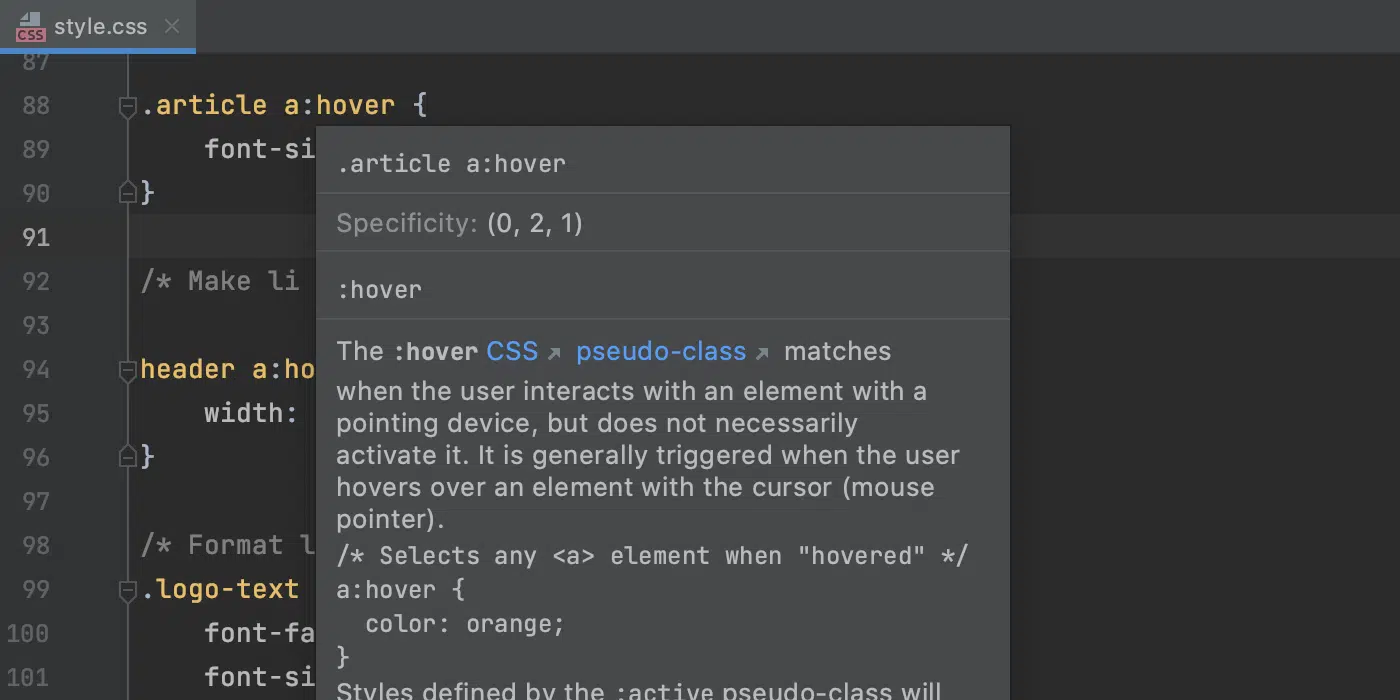 CSS style.css
87
88 .article a:hover {
89 font-si
.article a:hover
90 }
Specificity: (0, 2, 1)
91
92 /* Make li
:hover
93
The :hover CSS pseudo-class matches
94 header a:ho
when the user interacts with an element with a
95 width:
pointing device, but does not necessarily
activate it. It is generally triggered when the user
96 }
hovers over an element with the cursor (mouse
97
pointer).
98 /* Format l
/* Selects any <a> element when "hovered" */
99 .logo-text
a:hover {
100 font-fa
color: orange;
}
101 font-si
Styles defined by the :active pseudo-class will